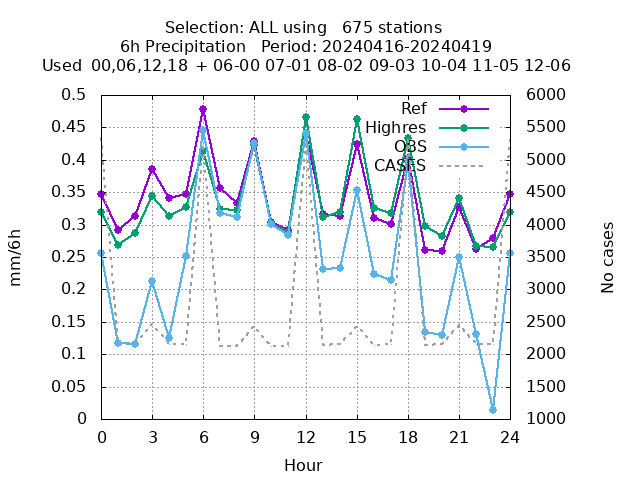 Selection: ALL using   675 stations
6h Precipitation   Period: 20240416-20240419
Used  00,06,12,18 + 06-00 07-01 08-02 09-03 10-04 11-05 12-06
0.5
0.45
0.4
0.35
0.3
0.25
0.2
0.15
0.1
0.05
0
mm/6h
Ref
Highres
OBS
CASES
6000
5500
5000
4500
4000
3500
3000
2500
2000
1500
1000
No cases
0 3 6 9 12 15 18 21 24
Hour